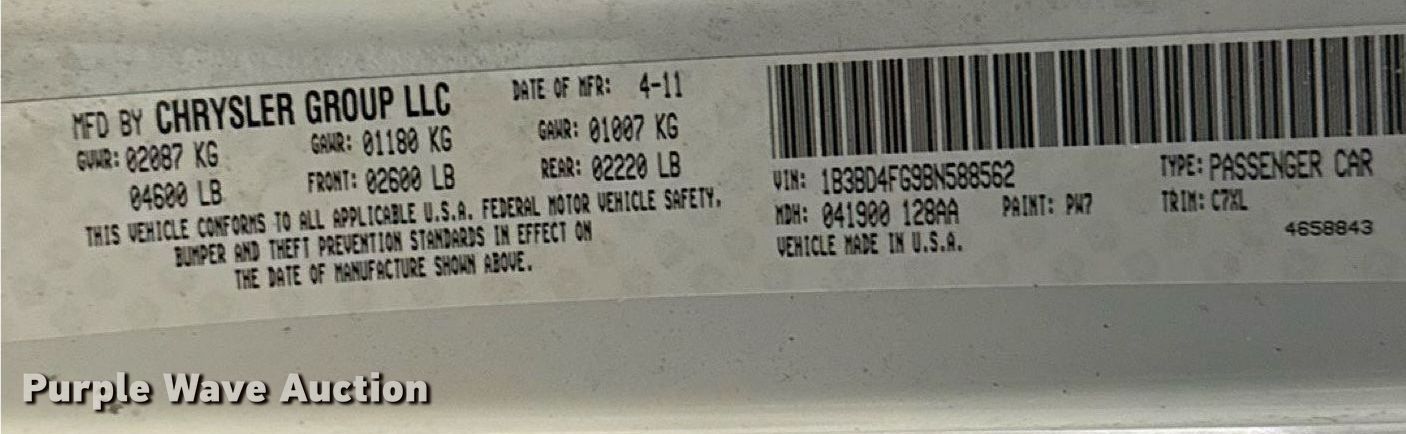 MFD BY CHRYSLER GROUP LLC DATE OF MFR: 4-11
GVWR: 02087 KG GAWR: 01180 KG GAWR: 01007 KG
04600 LB FRONT: 02600 LB REAR: 02220 LB
THIS VEHICLE CONFORMS TO ALL APPLICABLE U.S.A. FEDERAL MOTOR VEHICLE SAFETY,
BUMPER AND THEFT PREVENTION STANDARDS IN EFFECT ON
THE DATE OF MANUFACTURE SHOWN ABOVE.
VIN: 1B3BD4FG9BN588562 TYPE: PASSENGER CAR
MDH: 041900 128AA PAINT: PW7 TRIM: C7XL
VEHICLE MADE IN U.S.A. 4658843
Purple Wave Auction